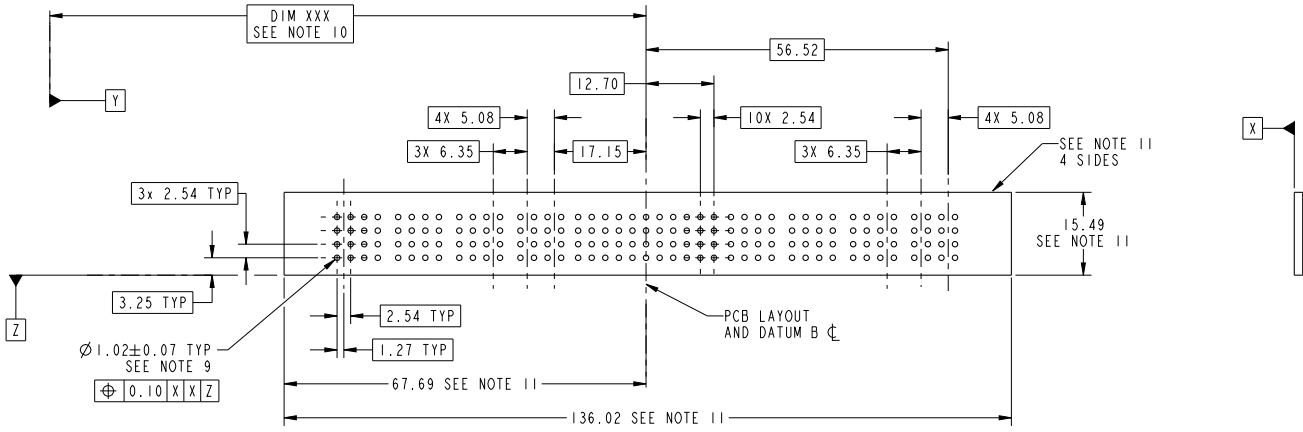 DIM XXX
SEE NOTE 10
56.52
12.70
Y
4X 5.08
10X 2.54
4X 5.08
X
3X 6.35
17.15
3X 6.35
SEE NOTE 11
4 SIDES
3x 2.54 TYP
15.49
SEE NOTE 11
3.25 TYP
Z
2.54 TYP
PCB LAYOUT
AND DATUM B ℄
Ø1.02±0.07 TYP
SEE NOTE 9
1.27 TYP
⌖ 0.10 X X Z
67.69 SEE NOTE 11
136.02 SEE NOTE 11